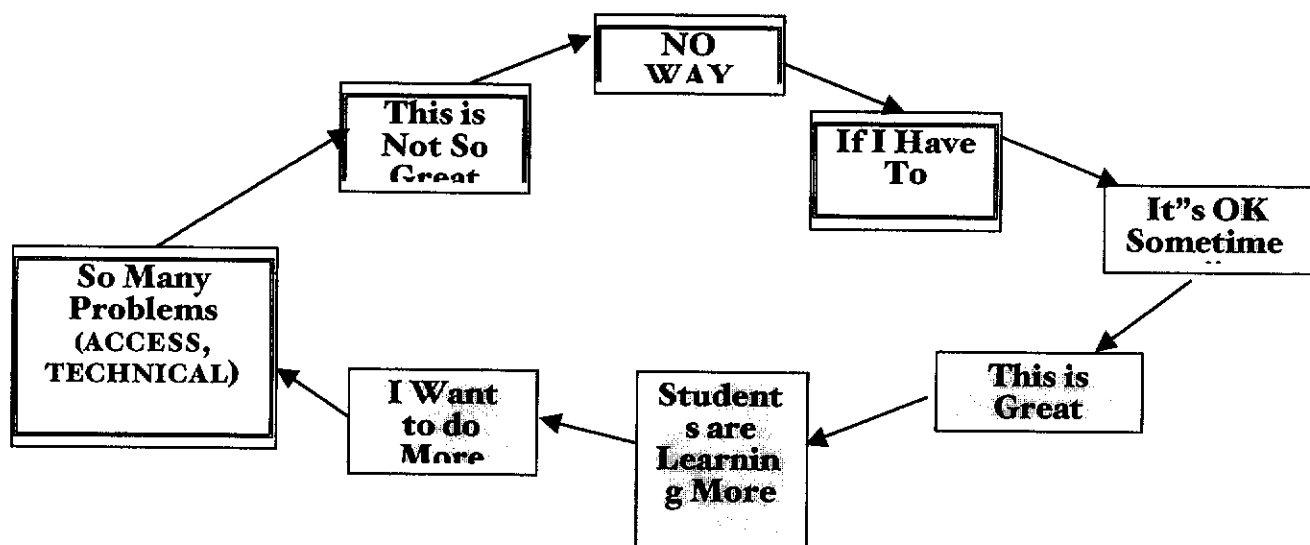 NO
WAY
This is
Not So
Great
If I Have
To
It"s OK
Sometime
So Many
Problems
(ACCESS,
TECHNICAL)
I Want
to do
More
Student
s are
Learnin
g More
This is
Great